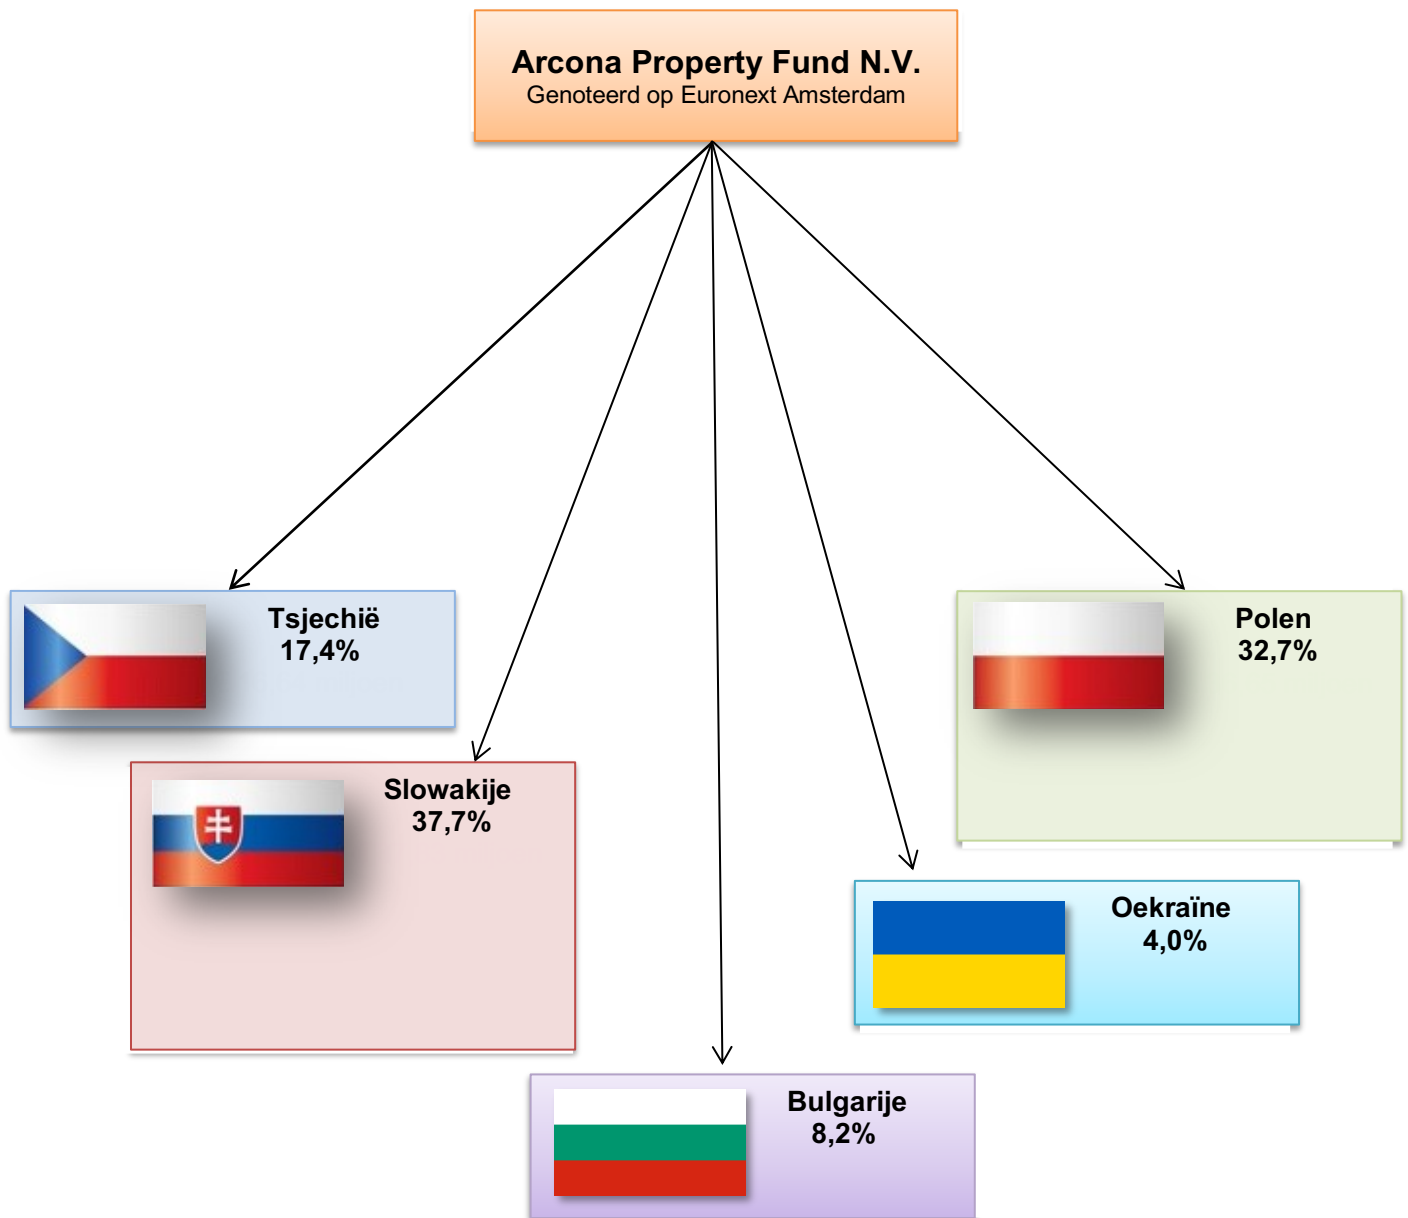 Arcona Property Fund N.V.
Genoteerd op Euronext Amsterdam
Tsjechië
17,4%
Polen
32,7%
Slowakije
37,7%
Oekraïne
4,0%
Bulgarije
8,2%